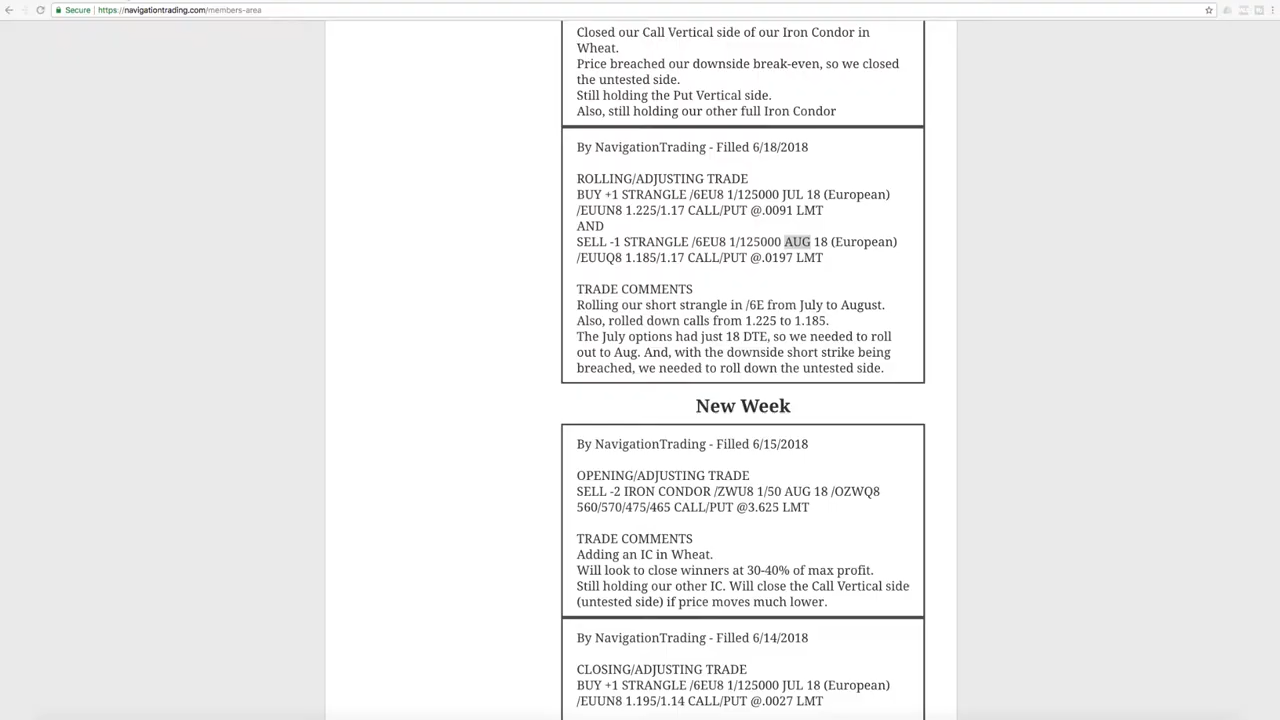 Secure
https://navigationtrading.com/members-area
Closed our Call Vertical side of our Iron Condor in
Wheat.
Price breached our downside break-even, so we closed
the untested side.
Still holding the Put Vertical side.
Also, still holding our other full Iron Condor
By NavigationTrading - Filled 6/18/2018
ROLLING/ADJUSTING TRADE
BUY +1 STRANGLE /6EU8 1/125000 JUL 18 (European)
/EUUN8 1.225/1.17 CALL/PUT @.0091 LMT
AND
SELL -1 STRANGLE /6EU8 1/125000 AUG 18 (European)
/EUUQ8 1.185/1.17 CALL/PUT @.0197 LMT
TRADE COMMENTS
Rolling our short strangle in /6E from July to August.
Also, rolled down calls from 1.225 to 1.185.
The July options had just 18 DTE, so we needed to roll
out to Aug. And, with the downside short strike being
breached, we needed to roll down the untested side.
New Week
By NavigationTrading - Filled 6/15/2018
OPENING/ADJUSTING TRADE
SELL -2 IRON CONDOR /ZWU8 1/50 AUG 18 /OZWQ8
560/570/475/465 CALL/PUT @3.625 LMT
TRADE COMMENTS
Adding an IC in Wheat.
Will look to close winners at 30-40% of max profit.
Still holding our other IC. Will close the Call Vertical side
(untested side) if price moves much lower.
By NavigationTrading - Filled 6/14/2018
CLOSING/ADJUSTING TRADE
BUY +1 STRANGLE /6EU8 1/125000 JUL 18 (European)
/EUUN8 1.195/1.14 CALL/PUT @.0027 LMT